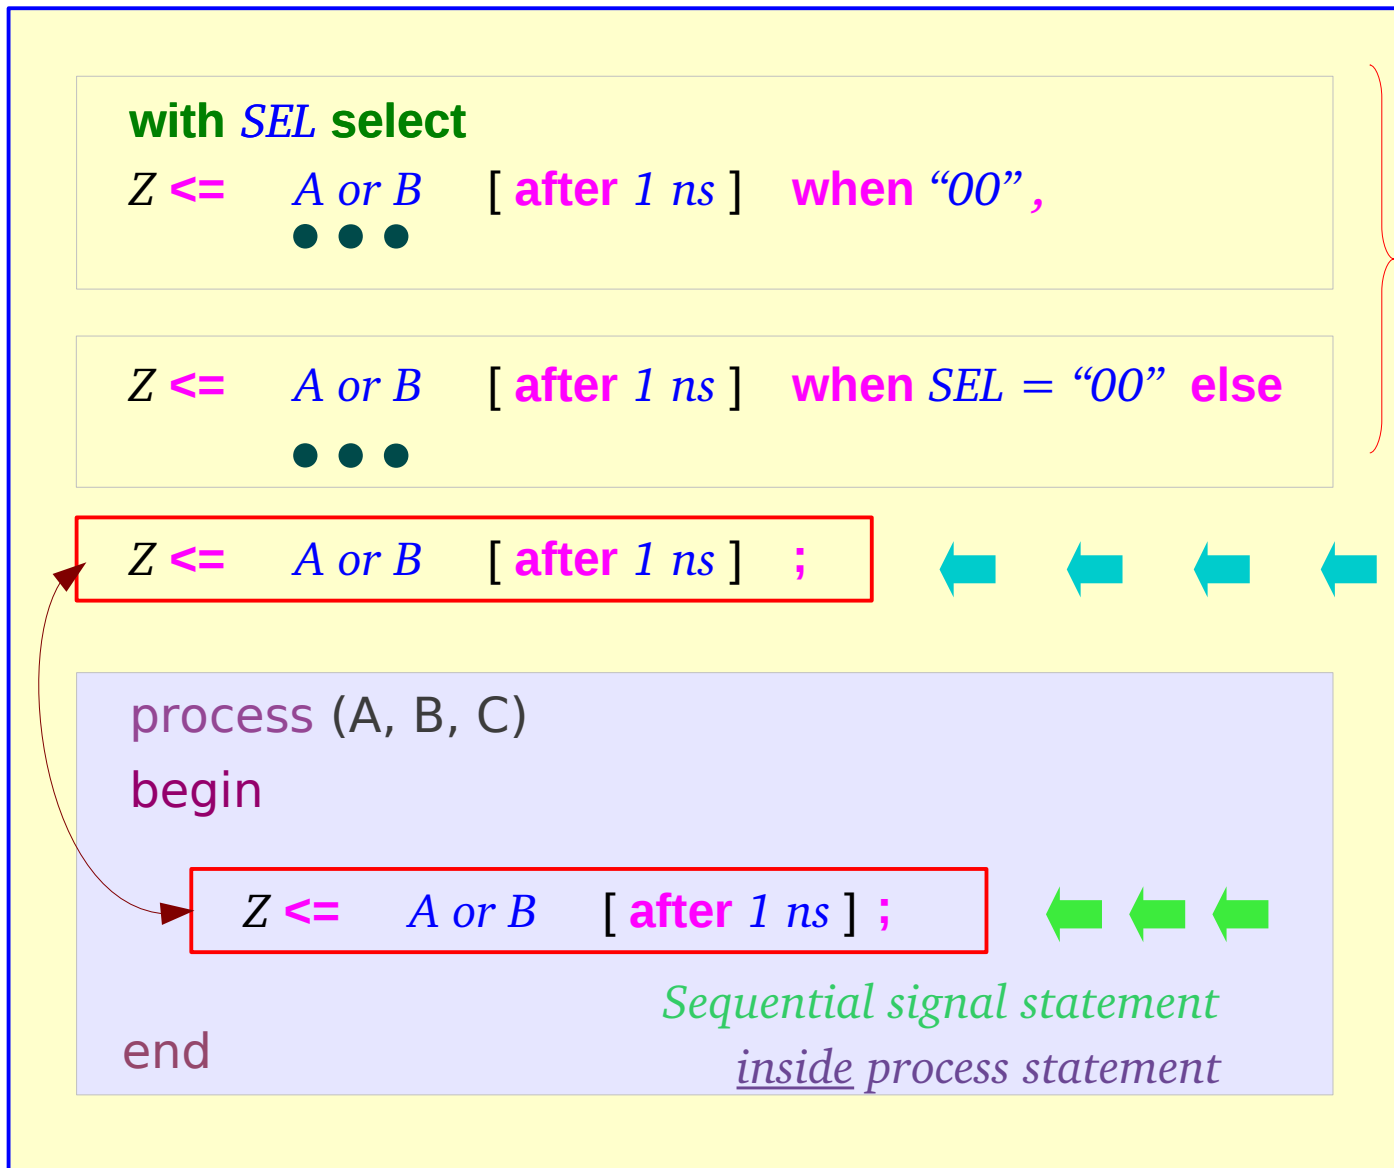 with SEL select
Z <= A or B [ after 1 ns ] when “00” ,
Z <= A or B [ after 1 ns ] when SEL = “00” else
Z <= A or B [ after 1 ns ] ;
process (A, B, C)
begin
Z <= A or B [ after 1 ns ] ;
Sequential signal statement
end
inside process statement